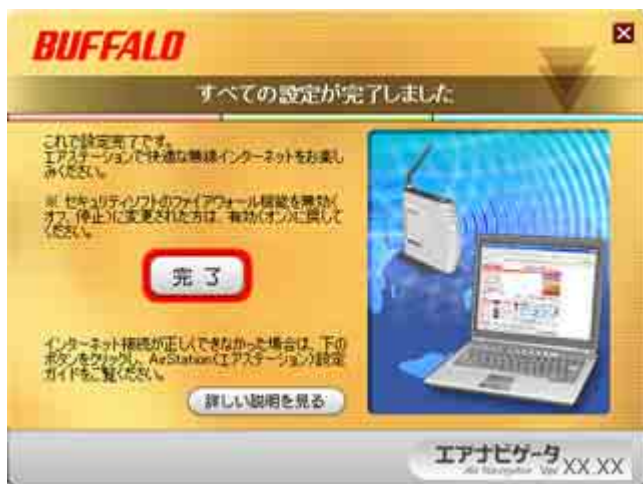 BUFFALO
すべての設定が完了しました
これで設定完了です。
エアステーションで快適な無線インターネットをお楽し
みください。
※ セキュリティソフトのファイアウォール機能を無効(
オフ、停止)に変更された方は、有効(オン)に戻して
ください。
完 了
インターネット接続が正しくできなかった場合は、下の
ボタンをクリックし、AirStation(エアステーション)設定
ガイドをご覧ください。
詳しい説明を見る
エアナビゲータ
Air Navigator Ver XX.XX